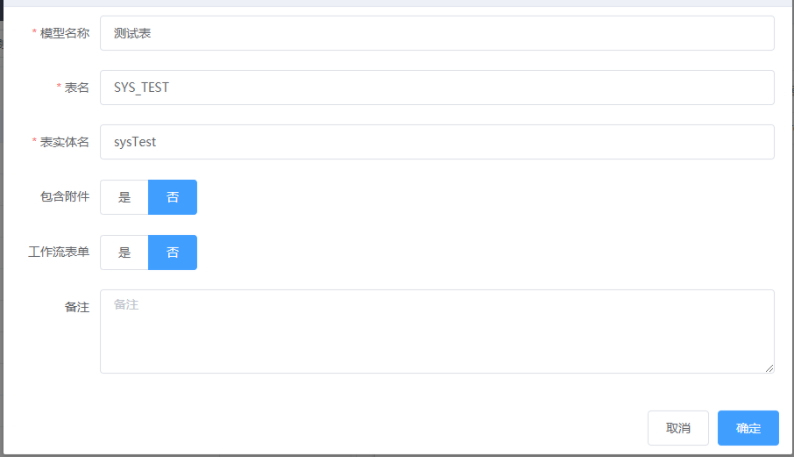 * 模型名称 测试表
* 表名 SYS_TEST
* 表实体名 sysTest
包含附件 是 否
工作流表单 是 否
备注 备注
取消 确定